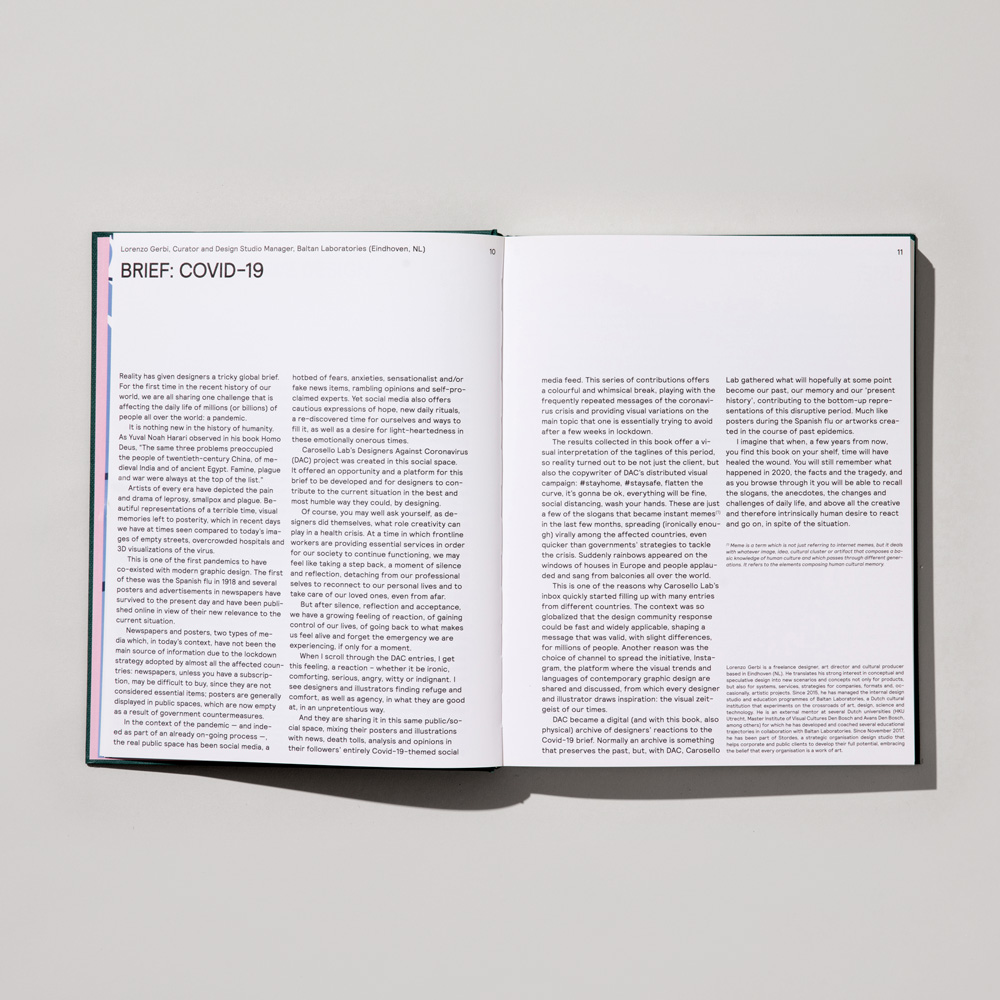 Lorenzo Gerbi, Curator and Design Studio Manager, Baltan Laboratories (Eindhoven, NL)
10
BRIEF: COVID-19
Reality has given designers a tricky global brief.
For the first time in the recent history of our
world, we are all sharing one challenge that is
affecting the daily life of millions (or billions) of
people all over the world: a pandemic.
It is nothing new in the history of humanity.
As Yuval Noah Harari observed in his book Homo
Deus, "The same three problems preoccupied
the people of twentieth-century China, of me-
dieval India and of ancient Egypt. Famine, plague
and war were always at the top of the list."
Artists of every era have depicted the pain
and drama of leprosy, smallpox and plague. Be-
autiful representations of a terrible time, visual
memories left to posterity, which in recent days
we have at times seen compared to today's ima-
ges of empty streets, overcrowded hospitals and
3D visualizations of the virus.
This is one of the first pandemics to have
co-existed with modern graphic design. The first
of these was the Spanish flu in 1918 and several
posters and advertisements in newspapers have
survived to the present day and have been publi-
shed online in view of their new relevance to the
current situation.
Newspapers and posters, two types of me-
dia which, in today's context, have not been the
main source of information due to the lockdown
strategy adopted by almost all the affected coun-
tries: newspapers, unless you have a subscrip-
tion, may be difficult to buy, since they are not
considered essential items; posters are generally
displayed in public spaces, which are now empty
as a result of government countermeasures.
In the context of the pandemic — and inde-
ed as part of an already on-going process —,
the real public space has been social media, a
hotbed of fears, anxieties, sensationalist and/or
fake news items, rambling opinions and self-pro-
claimed experts. Yet social media also offers
cautious expressions of hope, new daily rituals,
a re-discovered time for ourselves and ways to
fill it, as well as a desire for light-heartedness in
these emotionally onerous times.
Carosello Lab's Designers Against Coronavirus
(DAC) project was created in this social space.
It offered an opportunity and a platform for this
brief to be developed and for designers to con-
tribute to the current situation in the best and
most humble way they could, by designing.
Of course, you may well ask yourself, as de-
signers did themselves, what role creativity can
play in a health crisis. At a time in which frontline
workers are providing essential services in order
for our society to continue functioning, we may
feel like taking a step back, a moment of silence
and reflection, detaching from our professional
selves to reconnect to our personal lives and to
take care of our loved ones, even from afar.
But after silence, reflection and acceptance,
we have a growing feeling of reaction, of gaining
control of our lives, of going back to what makes
us feel alive and forget the emergency we are
experiencing, if only for a moment.
When I scroll through the DAC entries, I get
this feeling, a reaction – whether it be ironic,
comforting, serious, angry, witty or indignant. I
see designers and illustrators finding refuge and
comfort, as well as agency, in what they are good
at, in an unpretentious way.
And they are sharing it in this same public/so-
cial space, mixing their posters and illustrations
with news, death tolls, analysis and opinions in
their followers' entirely Covid-19-themed social
11
media feed. This series of contributions offers
a colourful and whimsical break, playing with the
frequently repeated messages of the coronavi-
rus crisis and providing visual variations on the
main topic that one is essentially trying to avoid
after a few weeks in lockdown.
The results collected in this book offer a vi-
sual interpretation of the taglines of this period,
so reality turned out to be not just the client, but
also the copywriter of DAC's distributed visual
campaign: #stayhome, #staysafe, flatten the
curve, it's gonna be ok, everything will be fine,
social distancing, wash your hands. These are just
a few of the slogans that became instant memes(1)
in the last few months, spreading (ironically enou-
gh) virally among the affected countries, even
quicker than governments' strategies to tackle
the crisis. Suddenly rainbows appeared on the
windows of houses in Europe and people applau-
ded and sang from balconies all over the world.
This is one of the reasons why Carosello Lab's
inbox quickly started filling up with many entries
from different countries. The context was so
globalized that the design community response
could be fast and widely applicable, shaping a
message that was valid, with slight differences,
for millions of people. Another reason was the
choice of channel to spread the initiative, Insta-
gram, the platform where the visual trends and
languages of contemporary graphic design are
shared and discussed, from which every designer
and illustrator draws inspiration: the visual zeit-
geist of our times.
DAC became a digital (and with this book, also
physical) archive of designers' reactions to the
Covid-19 brief. Normally an archive is something
that preserves the past, but, with DAC, Carosello
Lab gathered what will hopefully at some point
become our past, our memory and our 'present
history', contributing to the bottom-up repre-
sentations of this disruptive period. Much like
posters during the Spanish flu or artworks crea-
ted in the course of past epidemics.
I imagine that when, a few years from now,
you find this book on your shelf, time will have
healed the wound. You will still remember what
happened in 2020, the facts and the tragedy, and
as you browse through it you will be able to recall
the slogans, the anecdotes, the changes and
challenges of daily life, and above all the creative
and therefore intrinsically human desire to react
and go on, in spite of the situation.
(1) Meme is a term which is not just referring to internet memes, but it deals
with whatever image, idea, cultural cluster or artifact that composes a ba-
sic knowledge of human culture and which passes through different gener-
ations. It refers to the elements composing human cultural memory.
Lorenzo Gerbi is a freelance designer, art director and cultural producer
based in Eindhoven (NL). He translates his strong interest in conceptual and
speculative design into new scenarios and concepts not only for products,
but also for systems, services, strategies for companies, formats and, oc-
casionally, artistic projects. Since 2015, he has managed the internal design
studio and education programmes of Baltan Laboratories, a Dutch cultural
institution that experiments on the crossroads of art, design, science and
technology. He is an external mentor at several Dutch universities (HKU
Utrecht, Master Institute of Visual Cultures Den Bosch and Avans Den Bosch,
among others) for which he has developed and coached several educational
trajectories in collaboration with Baltan Laboratories. Since November 2017,
he has been part of Stordes; a strategic organisation design studio that
helps corporate and public clients to develop their full potential, embracing
the belief that every organisation is a work of art.